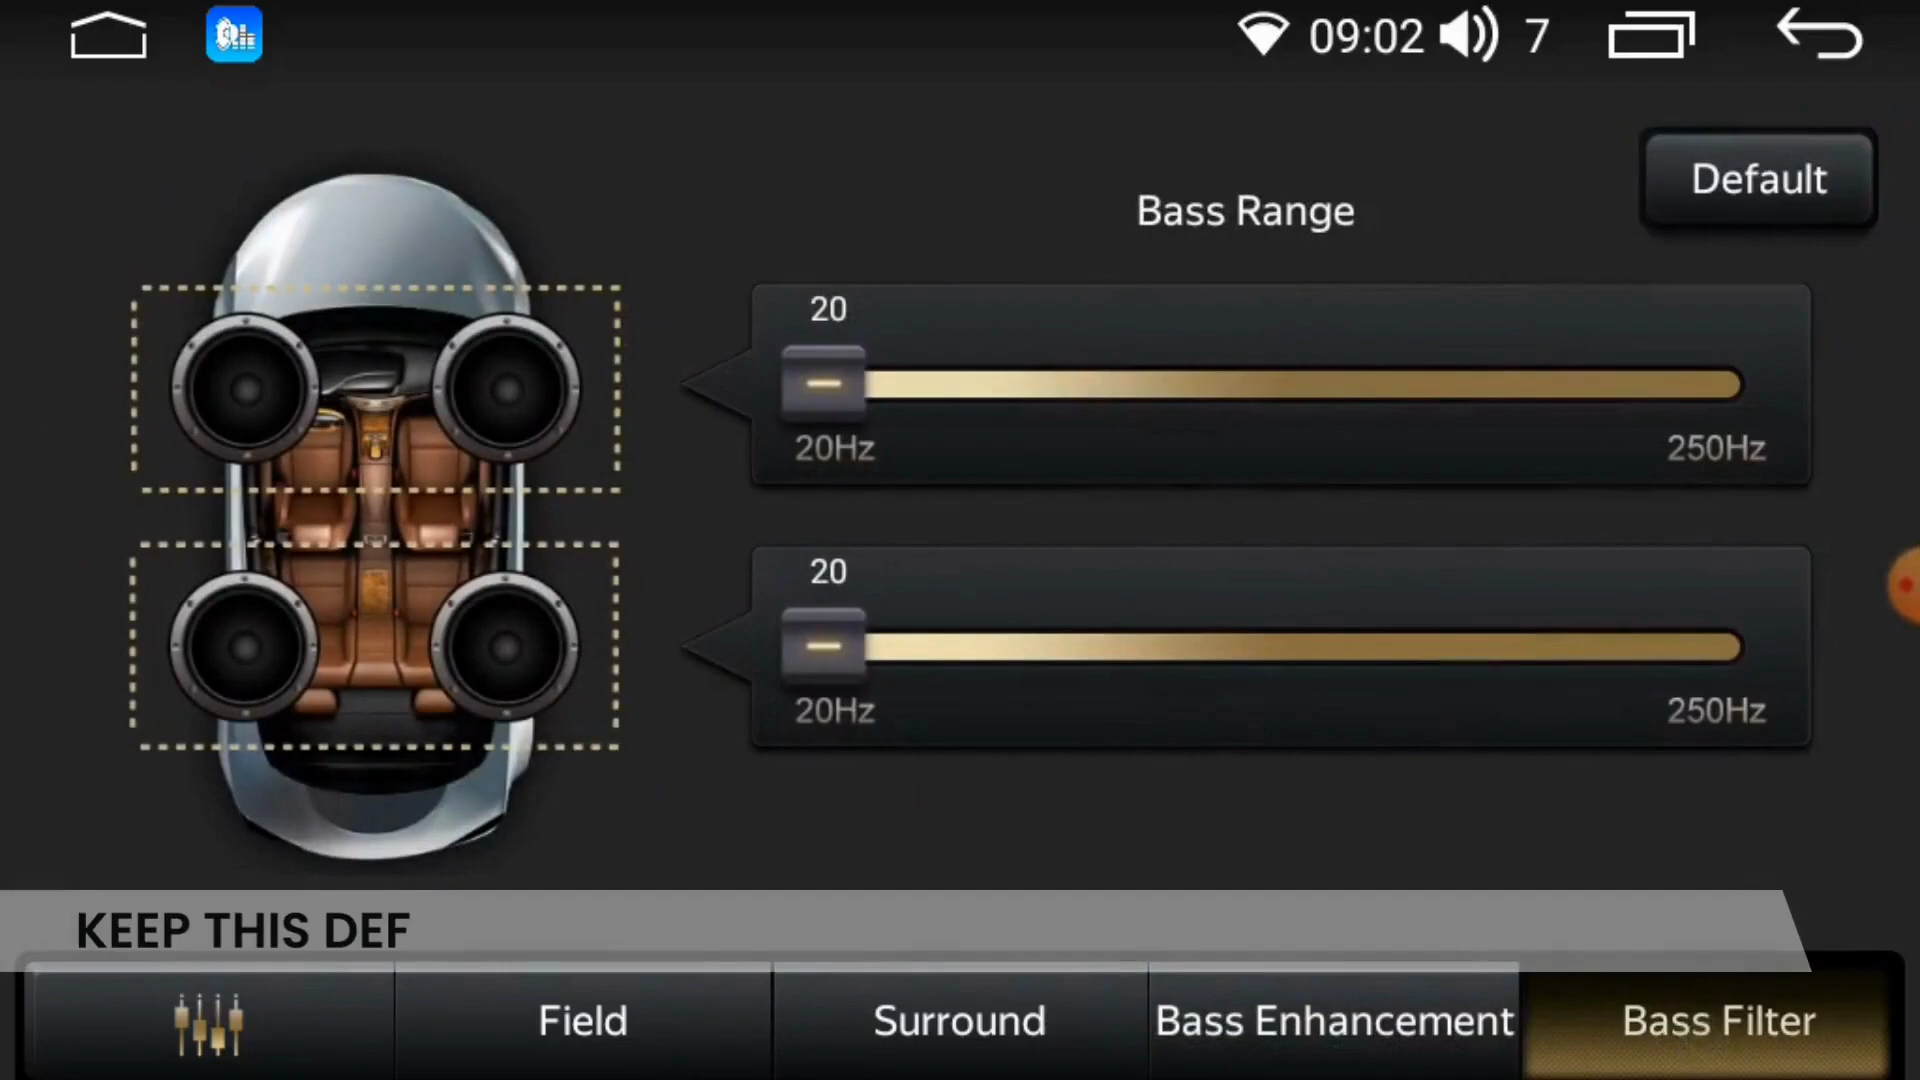 09:02 7
Default
Bass Range
20
20Hz 250Hz
20
20Hz 250Hz
KEEP THIS DEF
Field Surround Bass Enhancement Bass Filter